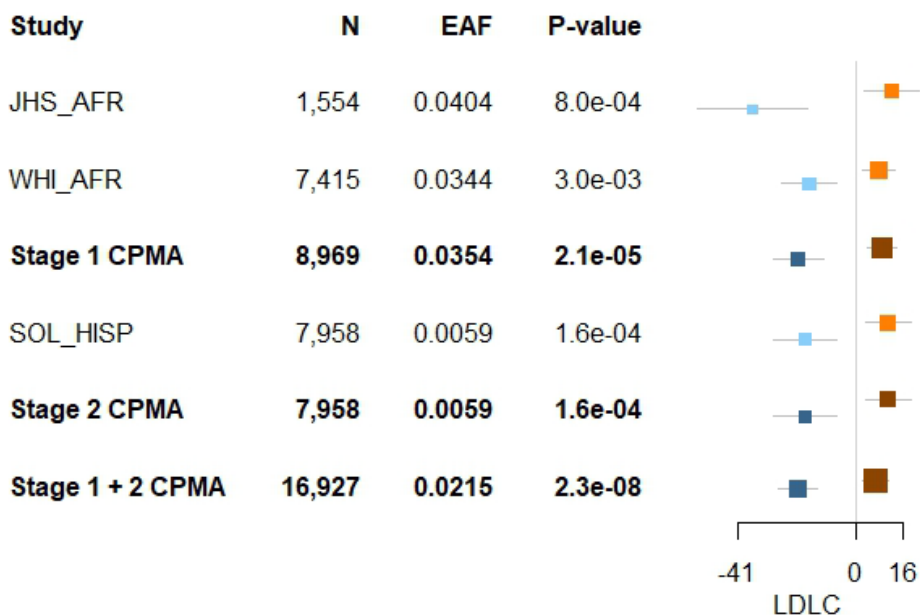 Study N EAF P-value
JHS_AFR 1,554 0.0404 8.0e-04
WHI_AFR 7,415 0.0344 3.0e-03
Stage 1 CPMA 8,969 0.0354 2.1e-05
SOL_HISP 7,958 0.0059 1.6e-04
Stage 2 CPMA 7,958 0.0059 1.6e-04
Stage 1 + 2 CPMA 16,927 0.0215 2.3e-08
-41 0 16
LDLC